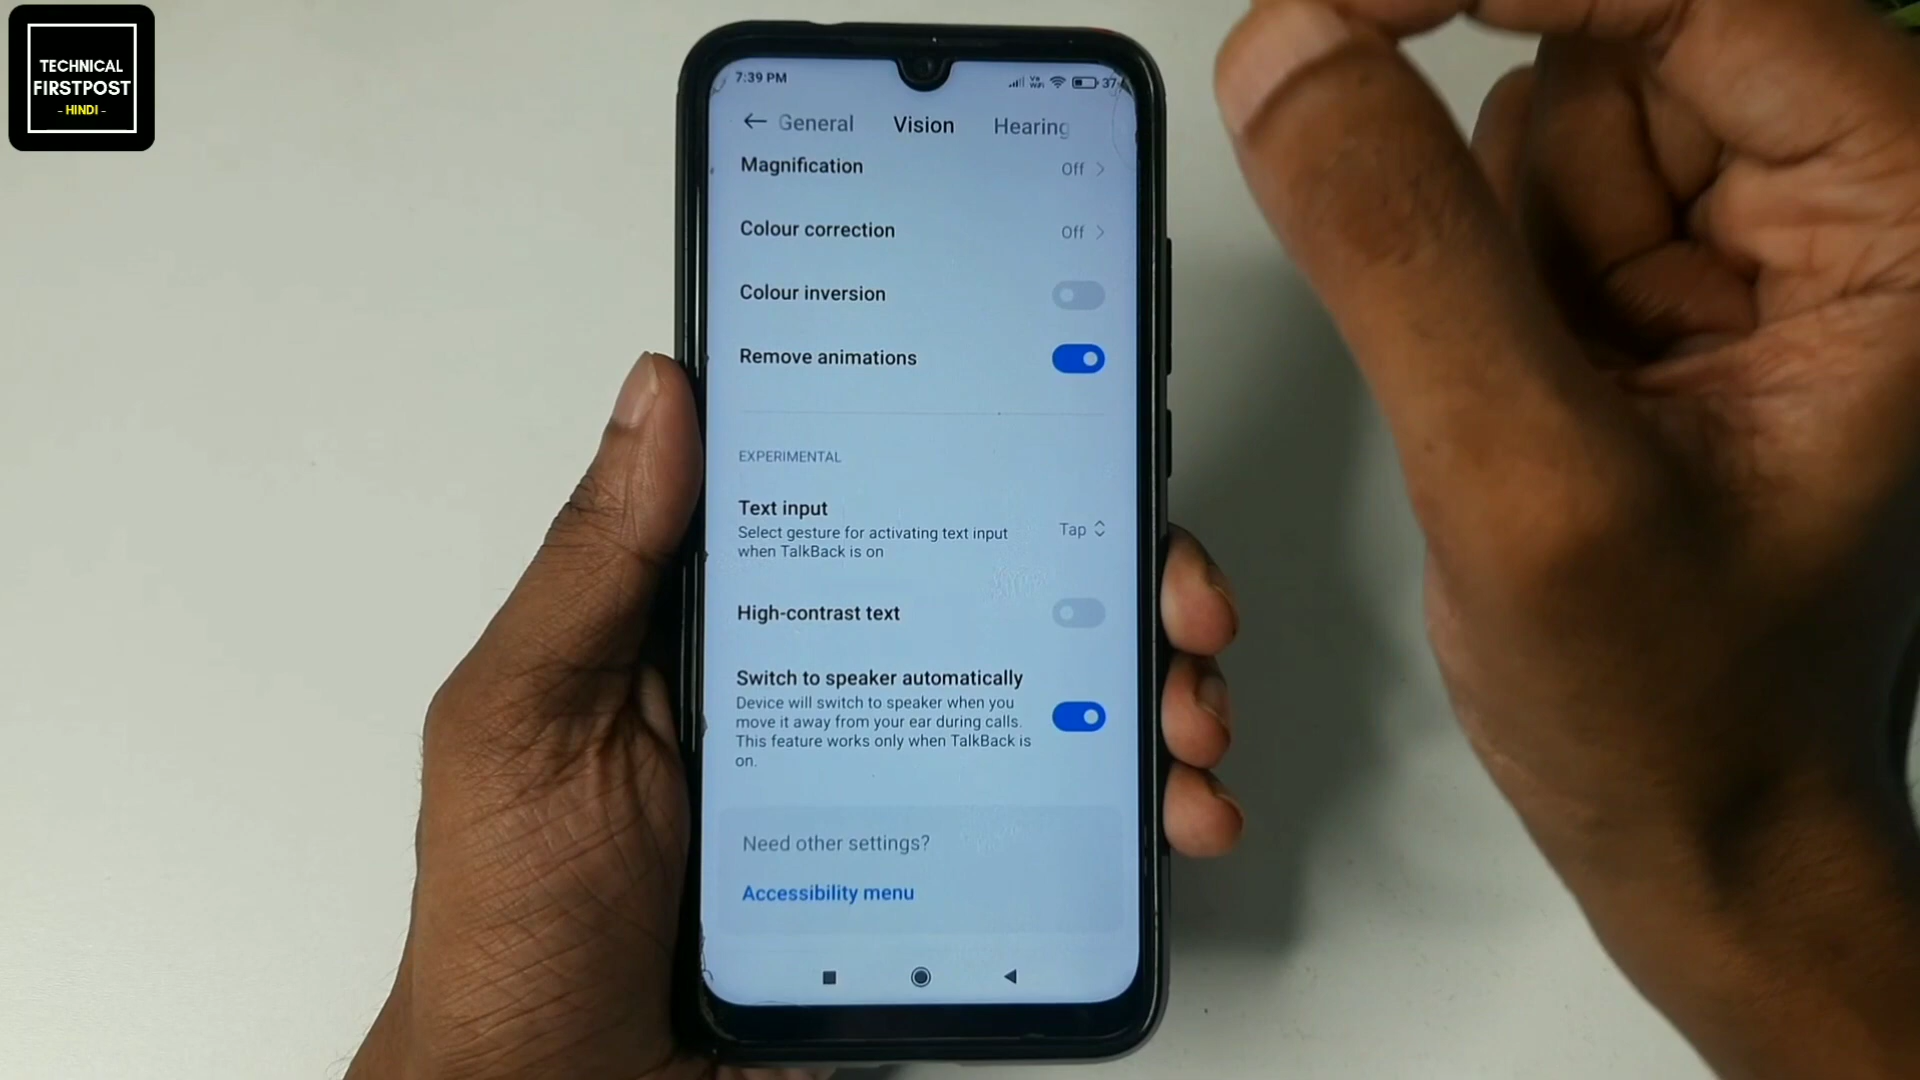 TECHNICAL
FIRSTPOST
- HINDI -
7:39 PM
37
General Vision Hearing
Magnification Off
Colour correction Off
Colour inversion
Remove animations
EXPERIMENTAL
Text input
Select gesture for activating text input
when TalkBack is on
Tap
High-contrast text
Switch to speaker automatically
Device will switch to speaker when you
move it away from your ear during calls.
This feature works only when TalkBack is
on.
Need other settings?
Accessibility menu